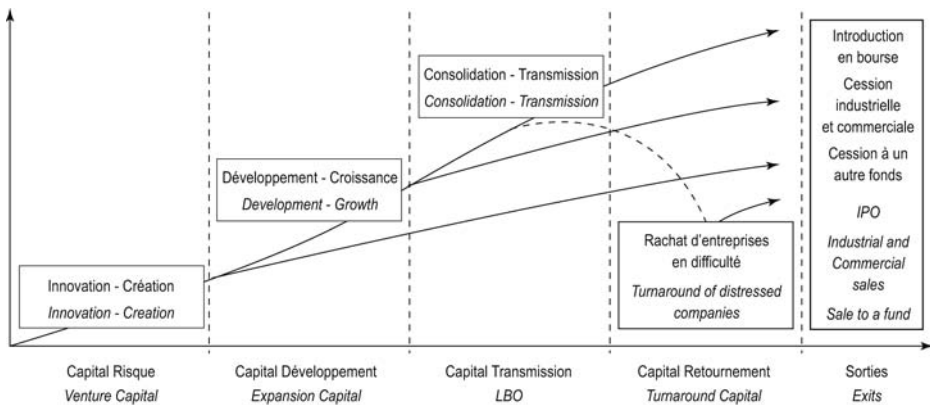 Innovation - Création
Innovation - Creation
Développement - Croissance
Development - Growth
Consolidation - Transmission
Consolidation - Transmission
Rachat d'entreprises
en difficulté
Turnaround of distressed
companies
Introduction
en bourse
Cession
industrielle
et commerciale
Cession à un
autre fonds
IPO
Industrial and
Commercial
sales
Sale to a fund
Capital Risque
Venture Capital
Capital Développement
Expansion Capital
Capital Transmission
LBO
Capital Retournement
Turnaround Capital
Sorties
Exits